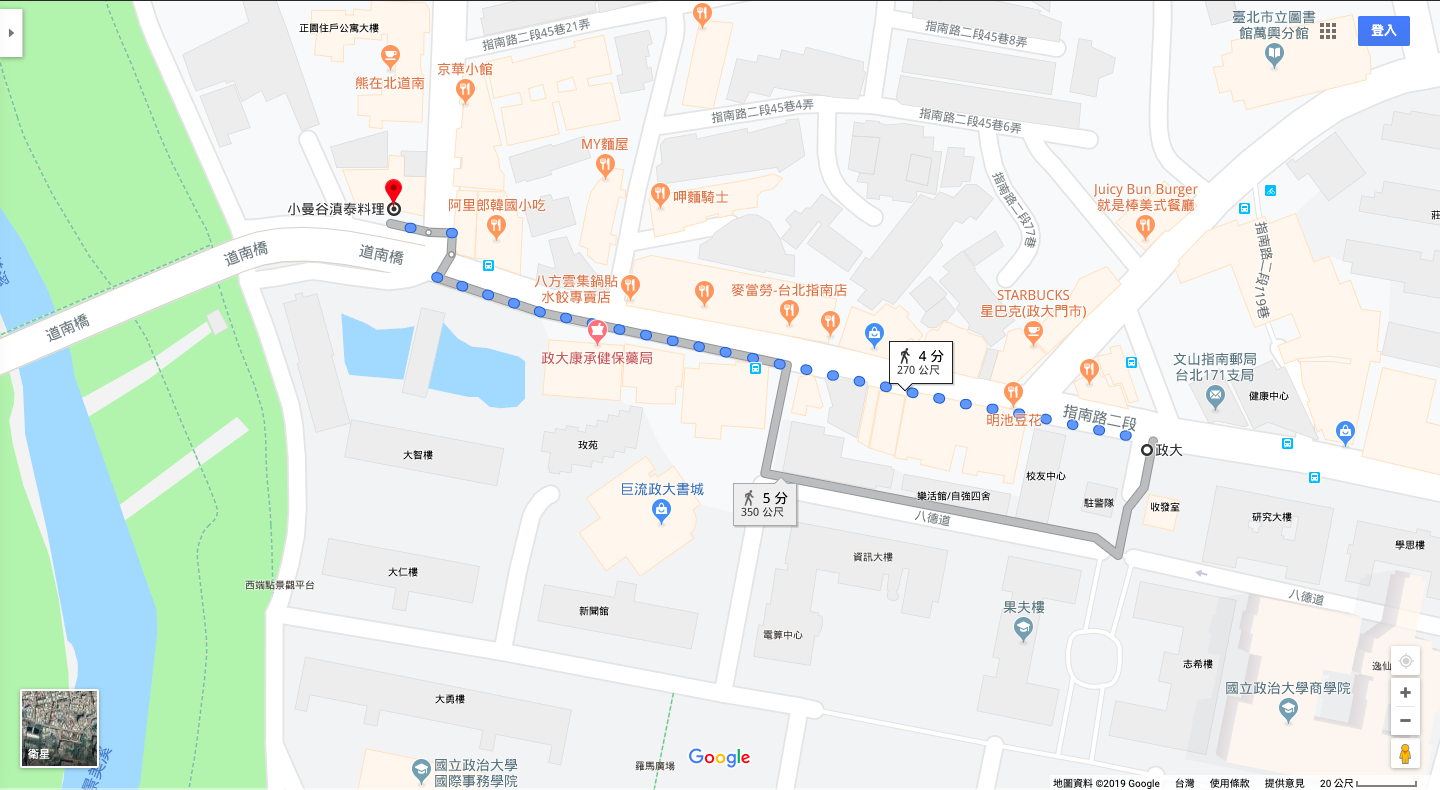 正園住戶公寓大樓
指南路二段45巷21弄
指南路二段45巷8弄
臺北市立圖書
館萬興分館
登入
熊在北道南
京華小館
指南路二段45巷4弄
指南路二段45巷6弄
MY麵屋
呷麵騎士
指南路二段77巷
Juicy Bun Burger
就是棒美式餐廳
小曼谷滇泰料理
阿里郎韓國小吃
莊
道南橋
道南橋
道南橋
指南路二段119巷
八方雲集鍋貼
水餃專賣店
麥當勞-台北指南店
STARBUCKS
星巴克(政大門市)
政大康承健保藥局
4 分
270 公尺
文山指南郵局
台北171支局
健康中心
明池豆花
指南路二段
政大
大智樓
玫苑
校友中心
巨流政大書城
5 分
350 公尺
樂活館/自強四舍
駐警隊
收發室
八德道
研究大樓
學思樓
資訊大樓
大仁樓
西端點景觀平台
八德道
新聞館
果夫樓
電算中心
志希樓
逸仙
大勇樓
國立政治大學商學院
衛星
景美溪
國立政治大學
國際事務學院
羅馬廣場
Google
地圖資料 ©2019 Google 台灣 使用條款 提供意見 20 公尺